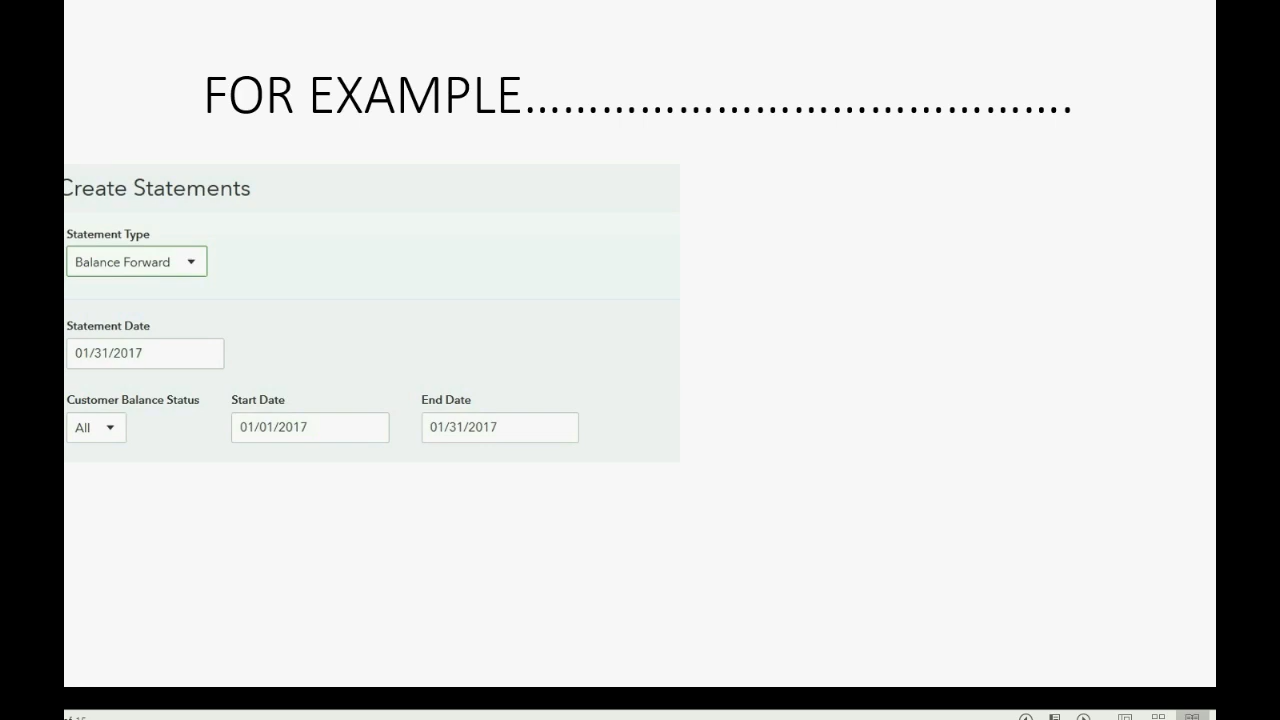 FOR EXAMPLE……………………………………….
Create Statements
Statement Type
Balance Forward
Statement Date
01/31/2017
Customer Balance Status Start Date End Date
All 01/01/2017 01/31/2017